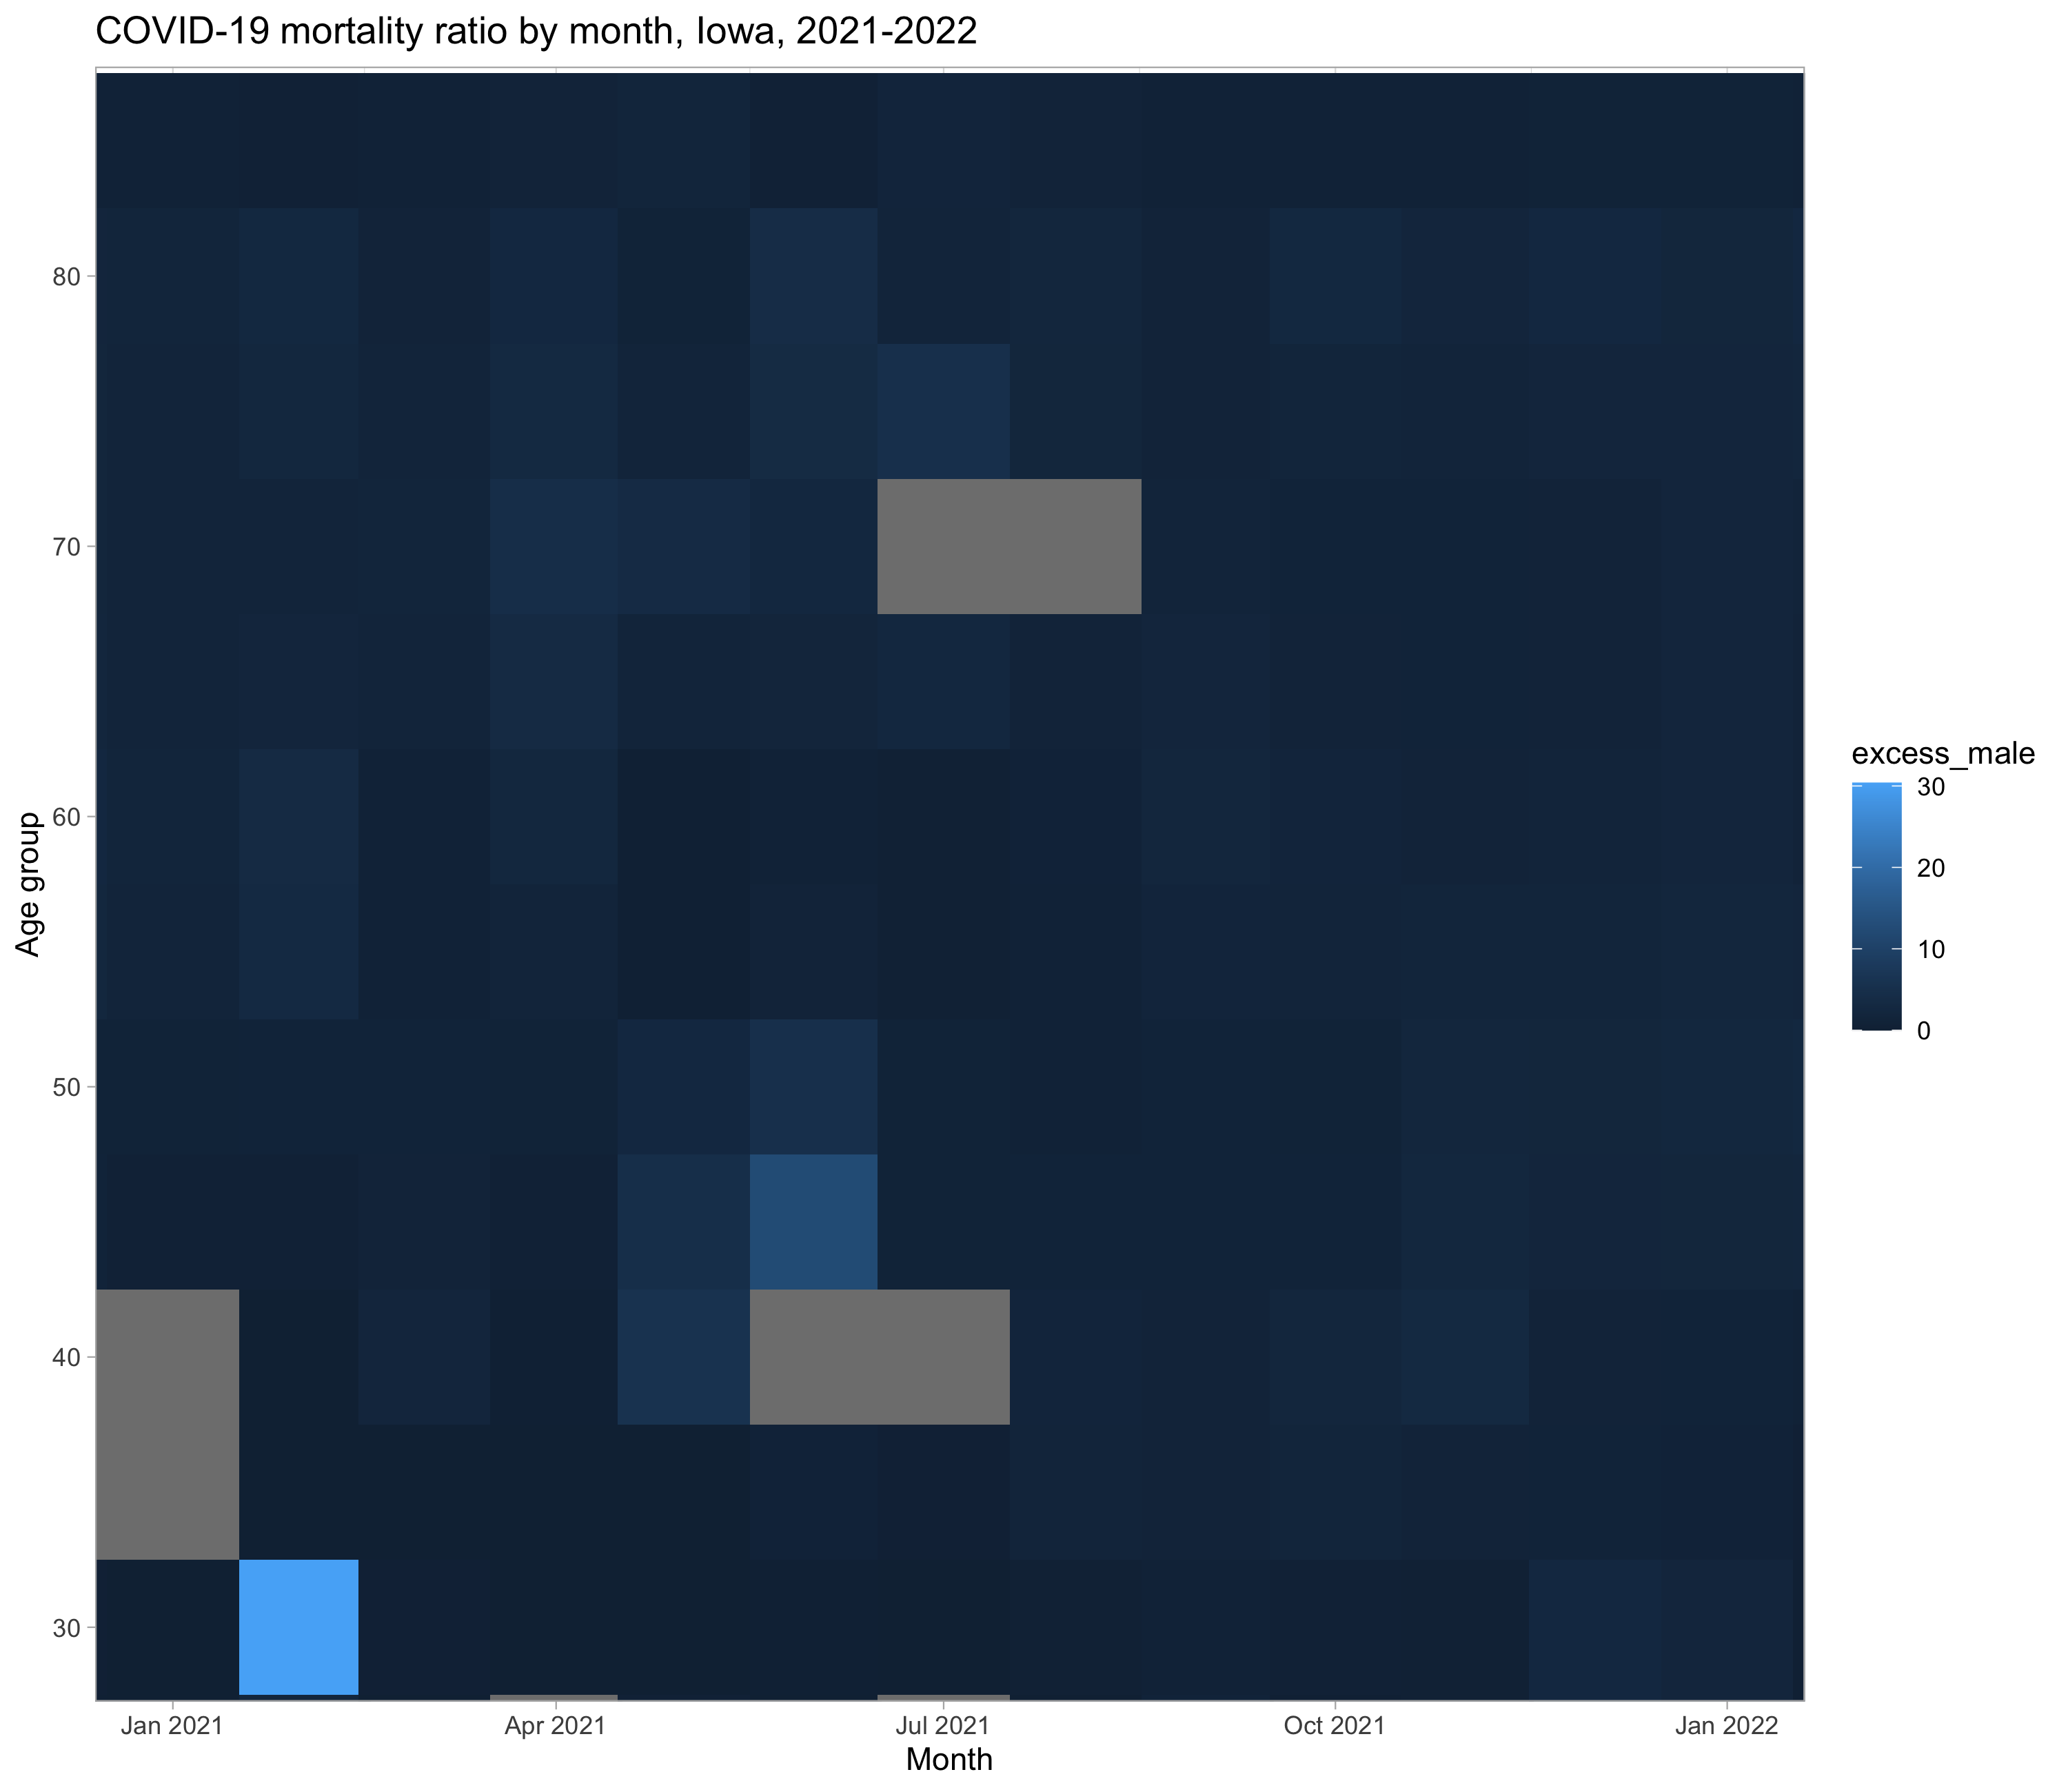 COVID-19 mortality ratio by month, Iowa, 2021-2022
80
70
60
50
40
30
Age group
Jan 2021
Apr 2021
Jul 2021
Oct 2021
Jan 2022
Month
excess_male
30
20
10
0